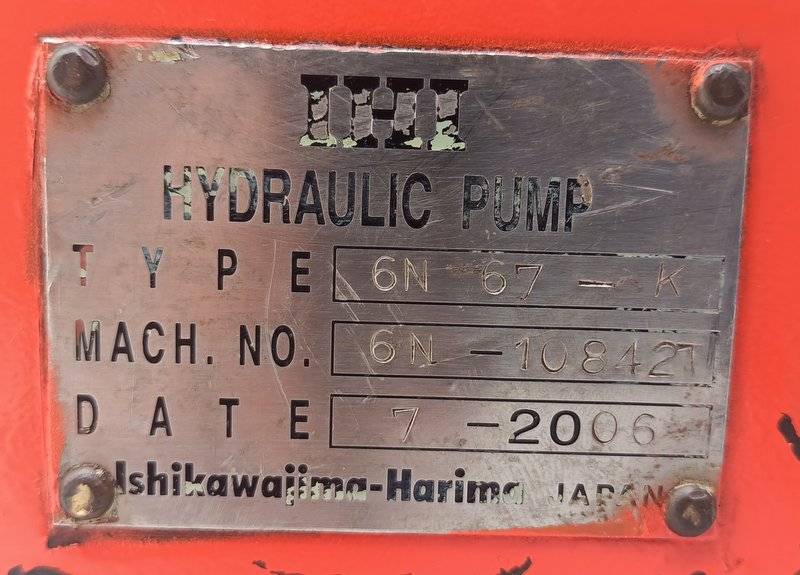 IHI
HYDRAULIC PUMP
TYPE 6N 67 - K
MACH. NO. 6N - 108427
DATE 7 - 2006
Ishikawajima-Harima JAPAN